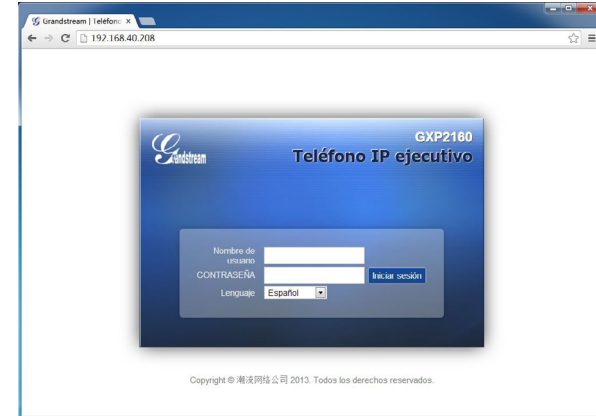 Grandstream | Teléfono
192.168.40.208
Grandstream
GXP2160
Teléfono IP ejecutivo
Nombre de
usuario
CONTRASEÑA
Iniciar sesión
Lenguaje
Español
Copyright © 潮流网络公司 2013. Todos los derechos reservados.